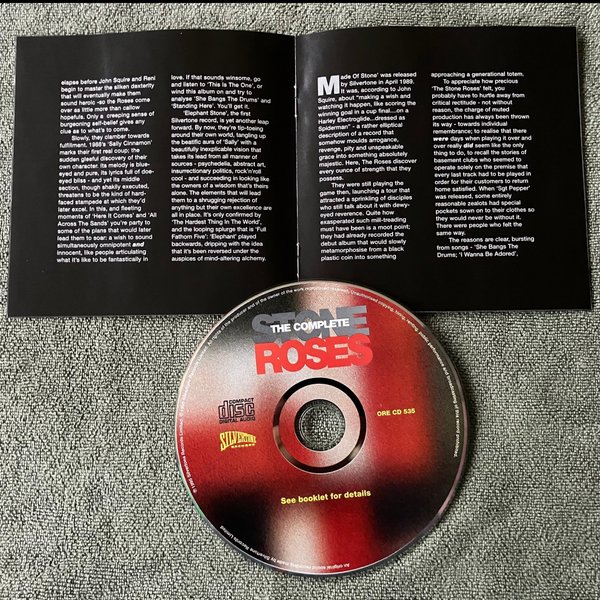 elapse before John Squire and Reni
begin to master the silken dexterity
that will eventually make them
sound heroic -so the Roses come
over as little more than callow
hopefuls. Only a creeping sense of
burgeoning self-belief gives any
clue as to what's to come.
Slowly, they clamber towards
fulfillment. 1988's 'Sally Cinnamon'
marks their first real coup: the
sudden gleeful discovery of their
own character. Its melody is blue-
eyed and pure, its lyrics full of doe-
eyed bliss - and yet its middle
section, though shakily executed,
threatens to be the kind of hard-
faced stampede at which they'd
later excel. In this, and fleeting
moments of 'Here It Comes' and 'All
Across The Sands' you're party to
some of the plans that would later
lead them to soar: a wish to sound
simultaneously omnipotent and
innocent, like people articulating
what it's like to be fantastically in
love. If that sounds winsome, go
and listen to 'This Is The One', or
wind this album on and try to
analyse 'She Bangs The Drums' and
'Standing Here'. You'll get it.
'Elephant Stone', the first
Silvertone record, is yet another leap
forward. By now, they're tip-toeing
around their own world, tangling up
the beatific aura of 'Sally' with a
beautifully inexplicable vision that
takes its lead from all manner of
sources - psychedelia, abstract art,
insurrectionary politics, rock'n'roll
cool - and succeeding in looking like
the owners of a wisdom that's theirs
alone. The elements that will lead
them to a shrugging rejection of
anything but their own excellence are
all in place. It's only confirmed by
'The Hardest Thing In The World',
and the looping splurge that is 'Full
Fathom Five': 'Elephant' played
backwards, dripping with the idea
that it's been revorsed under the
auspices of mind-altering alchemy.
Made Of Stone' was released
by Silvertone in April 1989.
It was, according to John
Squire, about "making a wish and
watching it happen, like scoring the
winning goal in a cup final...on a
Harley Electroglide...dressed as
Spiderman" - a rather elliptic
description of a record that
somehow moulds arrogance,
revenge, pity and unspeakable
grace into something absolutely
majestic. Here, The Roses discover
every ounce of strength they
possess.
They were still playing the
game then, launching a tour that
attracted a sprinkling of disciples
who still talk about it with dewy-
eyed reverence. Quite how
exasperated such mill-treading
must have been is a moot point;
they had already recorded the
debut album that would slowly
metamorphosise from a black
plastic coin into something
approaching a generational totem.
To appreciate how precious
'The Stone Roses' felt, you
probably have to hurtle away from
critical rectitude - not without
reason, the charge of muted
production has always been thrown
its way - towards individual
remembrance; to realise that there
were days when playing it over and
over really did seem like the only
thing to do, to recall the stories of
basement clubs who seemed to
operate solely on the premise that
every last track had to be played in
order for their customers to return
home satisfied. When 'Sgt Pepper'
was released, some entirely
reasonable zealots had special
pockets sown on to their clothes so
they would never be without it.
There were people who felt the
same way.
The reasons are clear, bursting
from songs - 'She Bangs The
Drums; 'I Wanna Be Adored',
STONE
THE COMPLETE
ROSES
COMPACT
disc
DIGITAL AUDIO
ORE CD 535
SILVERTONE
RECORDS
See booklet for details